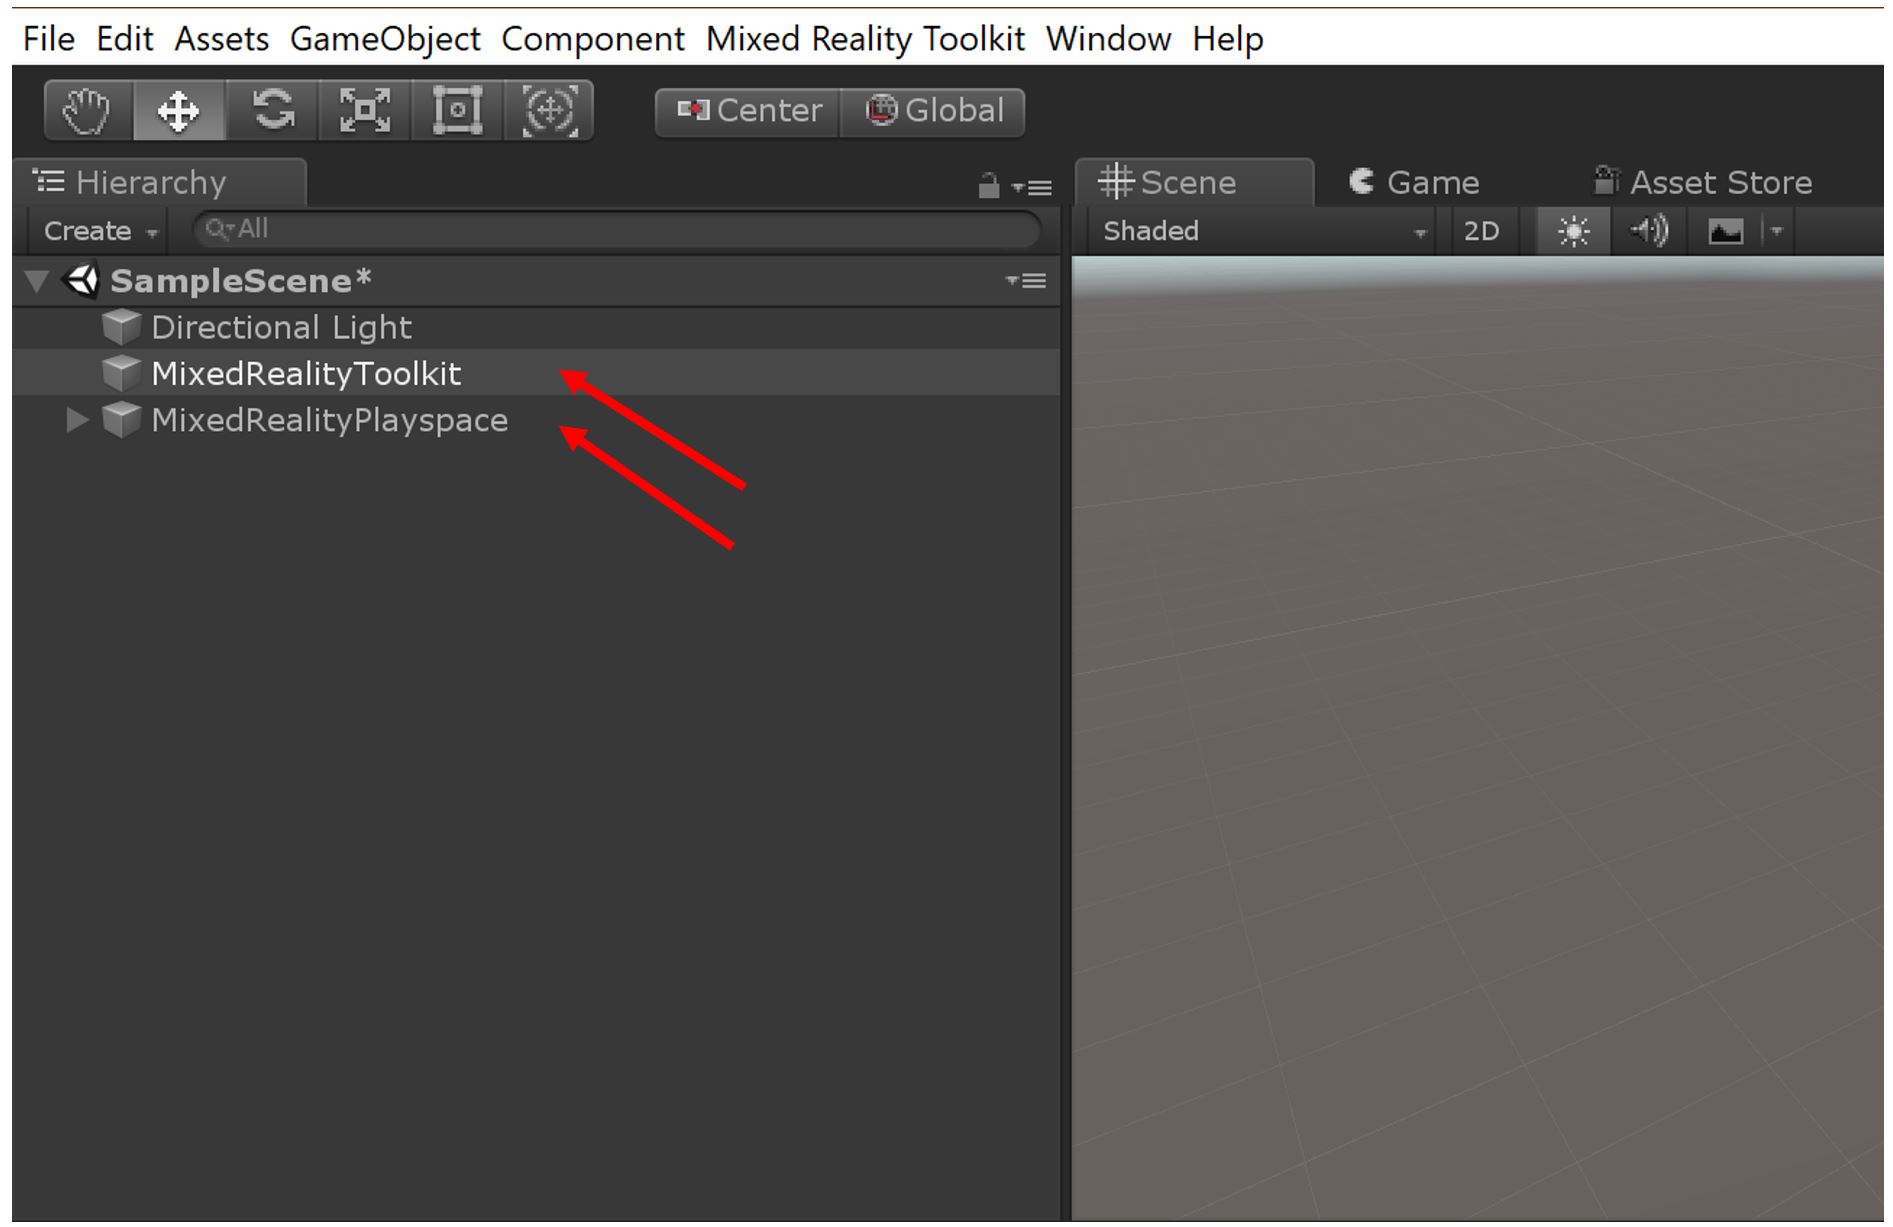 File Edit Assets GameObject Component Mixed Reality Toolkit Window Help
Center Global
Hierarchy
Create All
SampleScene*
Directional Light
MixedRealityToolkit
MixedRealityPlayspace
Scene Game Asset Store
Shaded 2D